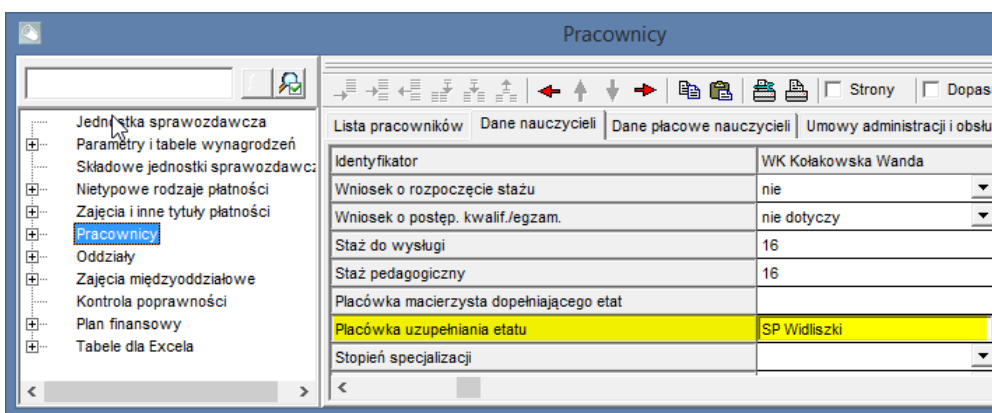 Pracownicy
Jednostka sprawozdawcza
Parametry i tabele wynagrodzeń
Składowe jednostki sprawozdawcz
Nietypowe rodzaje płatności
Zajęcia i inne tytuły płatności
Pracownicy
Oddziały
Zajęcia międzyoddziałowe
Kontrola poprawności
Plan finansowy
Tabele dla Excela
Strony Dopas
Lista pracowników Dane nauczycieli Dane płacowe nauczycieli Umowy administracji i obsłu
Identyfikator WK Kołakowska Wanda
Wniosek o rozpoczęcie stażu nie
Wniosek o postęp. kwalif./egzam. nie dotyczy
Staż do wysługi 16
Staż pedagogiczny 16
Placówka macierzysta dopełniającego etat
Placówka uzupełniania etatu SP Widliszki
Stopień specjalizacji